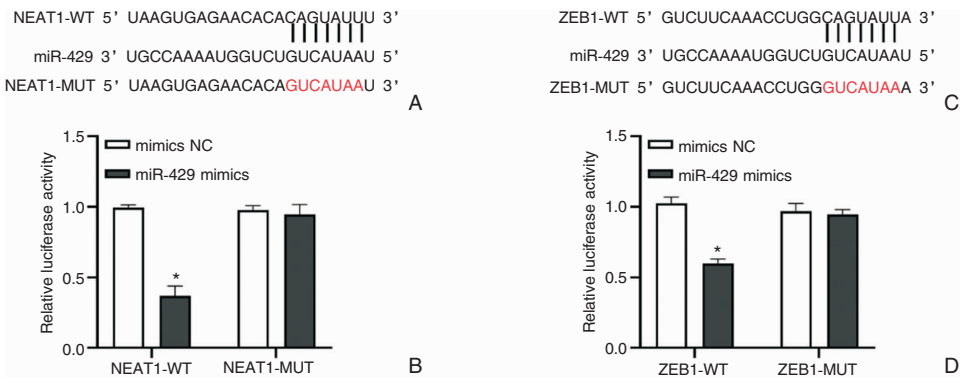 NEAT1-WT 5' UAAGUGAGAACACACAGUAUUU 3'
miR-429 3' UGCCAAAAUGGUCUGUCAUAAU 5'
NEAT1-MUT 5' UAAGUGAGAACACAGUCAUAAU 3'
A
ZEB1-WT 5' GUCUUCAAACCUGGCAGUAUUA 3'
miR-429 3' UGCCAAAAUGGUCUGUCAUAAU 5'
ZEB1-MUT 5' GUCUUCAAACCUGGGUCAUAAA 3'
C
Relative luciferase activity
1.5
1.0
0.5
0.0
mimics NC
miR-429 mimics
*
NEAT1-WT
NEAT1-MUT
B
Relative luciferase activity
1.5
1.0
0.5
0.0
mimics NC
miR-429 mimics
*
ZEB1-WT
ZEB1-MUT
D